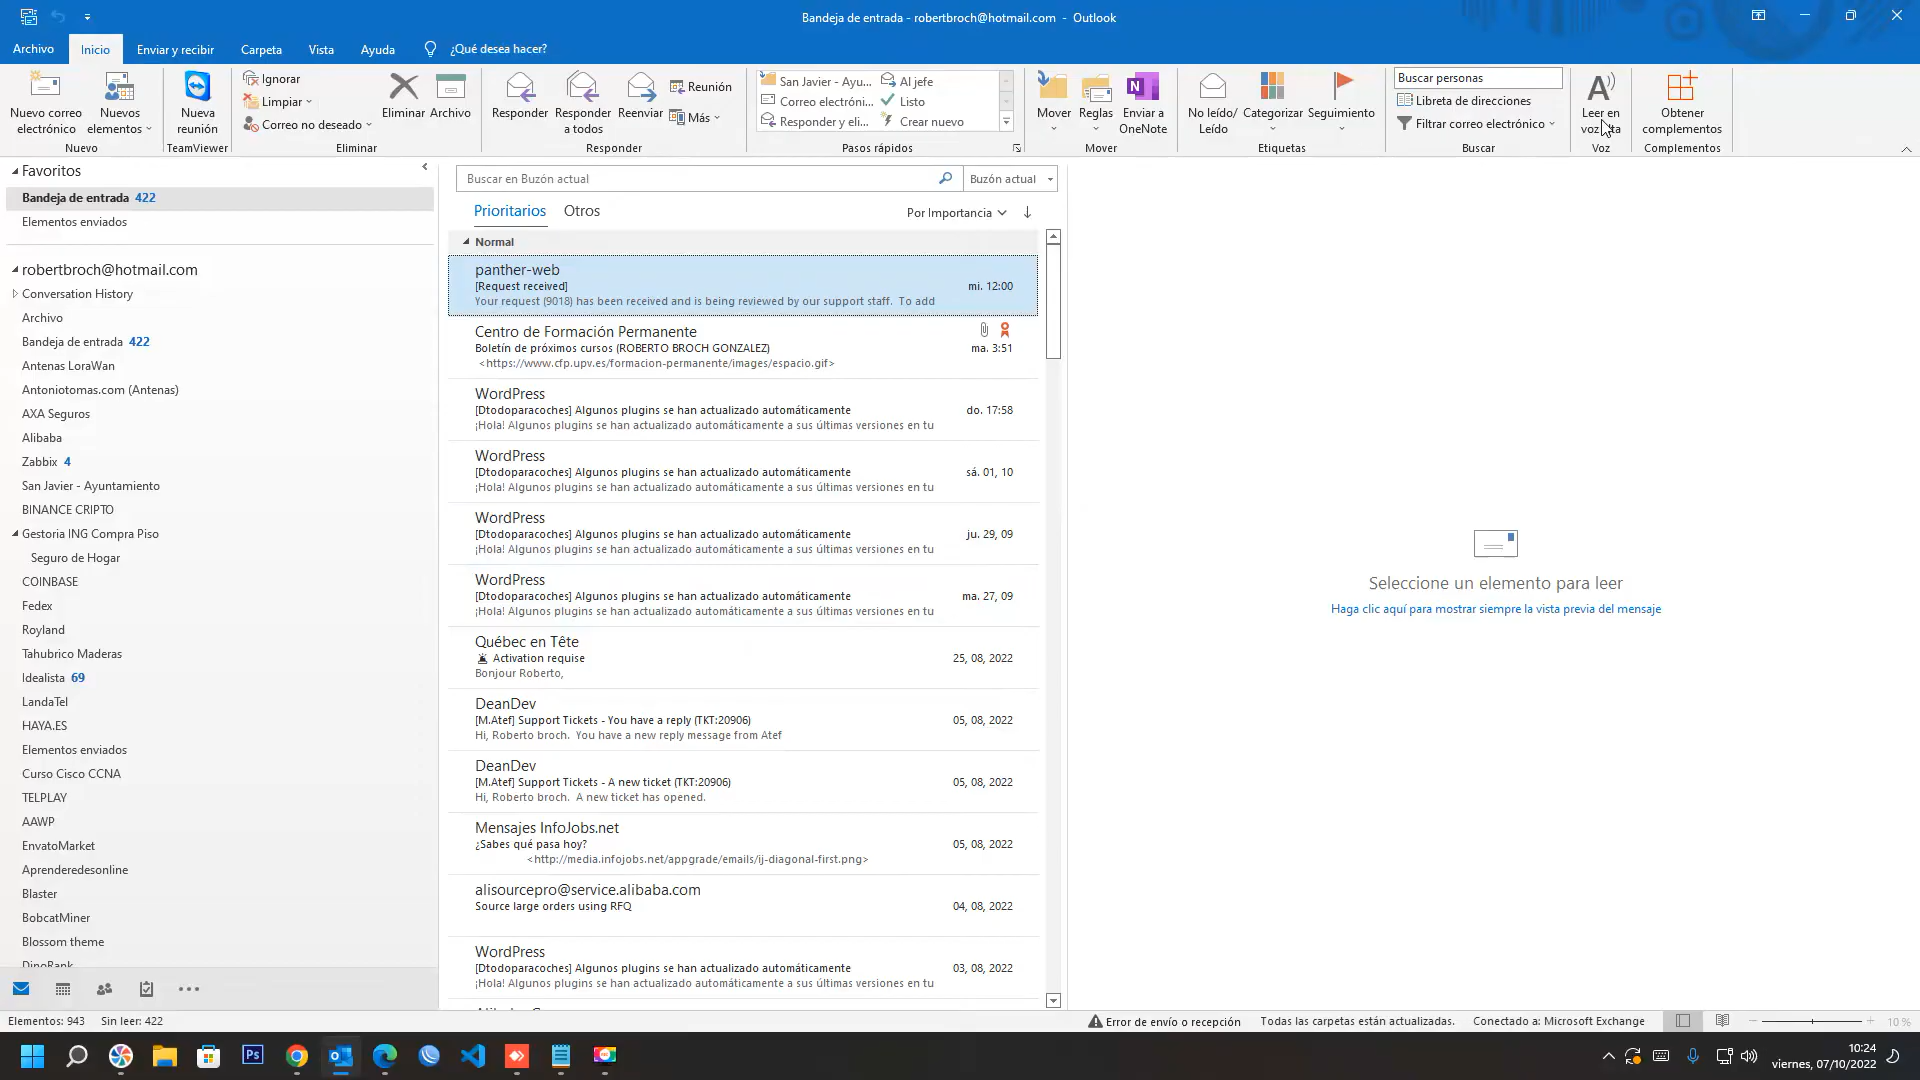 Bandeja de entrada - robertbroch@hotmail.com - Outlook
Archivo Inicio Enviar y recibir Carpeta Vista Ayuda ¿Qué desea hacer?
Nuevo correo electrónico
Nuevos elementos
Nuevo
Nueva reunión
TeamViewer
Ignorar
Limpiar
Correo no deseado
Eliminar
Archivo
Eliminar
Responder
Responder a todos
Reenviar
Reunión
Más
Responder
San Javier - Ayu...
Correo electróni...
Responder y eli...
Al jefe
Listo
Crear nuevo
Pasos rápidos
Mover
Reglas
Enviar a OneNote
Mover
No leído/ Leído
Categorizar
Seguimiento
Etiquetas
Buscar personas
Libreta de direcciones
Filtrar correo electrónico
Buscar
Leer en
Voz
Obtener complementos
Complementos
Favoritos
Bandeja de entrada 422
Elementos enviados
robertbroch@hotmail.com
Conversation History
Archivo
Bandeja de entrada 422
Antenas LoraWan
Antoniotomas.com (Antenas)
AXA Seguros
Alibaba
Zabbix 4
San Javier - Ayuntamiento
BINANCE CRIPTO
Gestoria ING Compra Piso
Seguro de Hogar
COINBASE
Fedex
Royland
Tahubrico Maderas
Idealista 69
LandaTel
HAYA.ES
Elementos enviados
Curso Cisco CCNA
TELPLAY
AAWP
EnvatoMarket
Aprenderedesonline
Blaster
BobcatMiner
Blossom theme
DinoRank
Buscar en Buzón actual Buzón actual
Prioritarios Otros Por Importancia
Normal
panther-web
[Request received] mi. 12:00
Your request (9018) has been received and is being reviewed by our support staff. To add
Centro de Formación Permanente
Boletín de próximos cursos (ROBERTO BROCH GONZALEZ) ma. 3:51
<https://www.cfp.upv.es/formacion-permanente/images/espacio.gif>
WordPress
[Dtodoparacoches] Algunos plugins se han actualizado automáticamente do. 17:58
¡Hola! Algunos plugins se han actualizado automáticamente a sus últimas versiones en tu
WordPress
[Dtodoparacoches] Algunos plugins se han actualizado automáticamente sá. 01, 10
¡Hola! Algunos plugins se han actualizado automáticamente a sus últimas versiones en tu
WordPress
[Dtodoparacoches] Algunos plugins se han actualizado automáticamente ju. 29, 09
¡Hola! Algunos plugins se han actualizado automáticamente a sus últimas versiones en tu
WordPress
[Dtodoparacoches] Algunos plugins se han actualizado automáticamente ma. 27, 09
¡Hola! Algunos plugins se han actualizado automáticamente a sus últimas versiones en tu
Québec en Tête
Activation requise 25, 08, 2022
Bonjour Roberto,
DeanDev
[M.Atef] Support Tickets - You have a reply (TKT:20906) 05, 08, 2022
Hi, Roberto broch. You have a new reply message from Atef
DeanDev
[M.Atef] Support Tickets - A new ticket (TKT:20906) 05, 08, 2022
Hi, Roberto broch. A new ticket has opened.
Mensajes InfoJobs.net
¿Sabes qué pasa hoy? 05, 08, 2022
<http://media.infojobs.net/appgrade/emails/ij-diagonal-first.png>
alisourcepro@service.alibaba.com
Source large orders using RFQ 04, 08, 2022
WordPress
[Dtodoparacoches] Algunos plugins se han actualizado automáticamente 03, 08, 2022
¡Hola! Algunos plugins se han actualizado automáticamente a sus últimas versiones en tu
Seleccione un elemento para leer
Haga clic aquí para mostrar siempre la vista previa del mensaje
Elementos: 943 Sin leer: 422 Error de envío o recepción Todas las carpetas están actualizadas. Conectado a: Microsoft Exchange 10 %
Ps
10:24
viernes, 07/10/2022